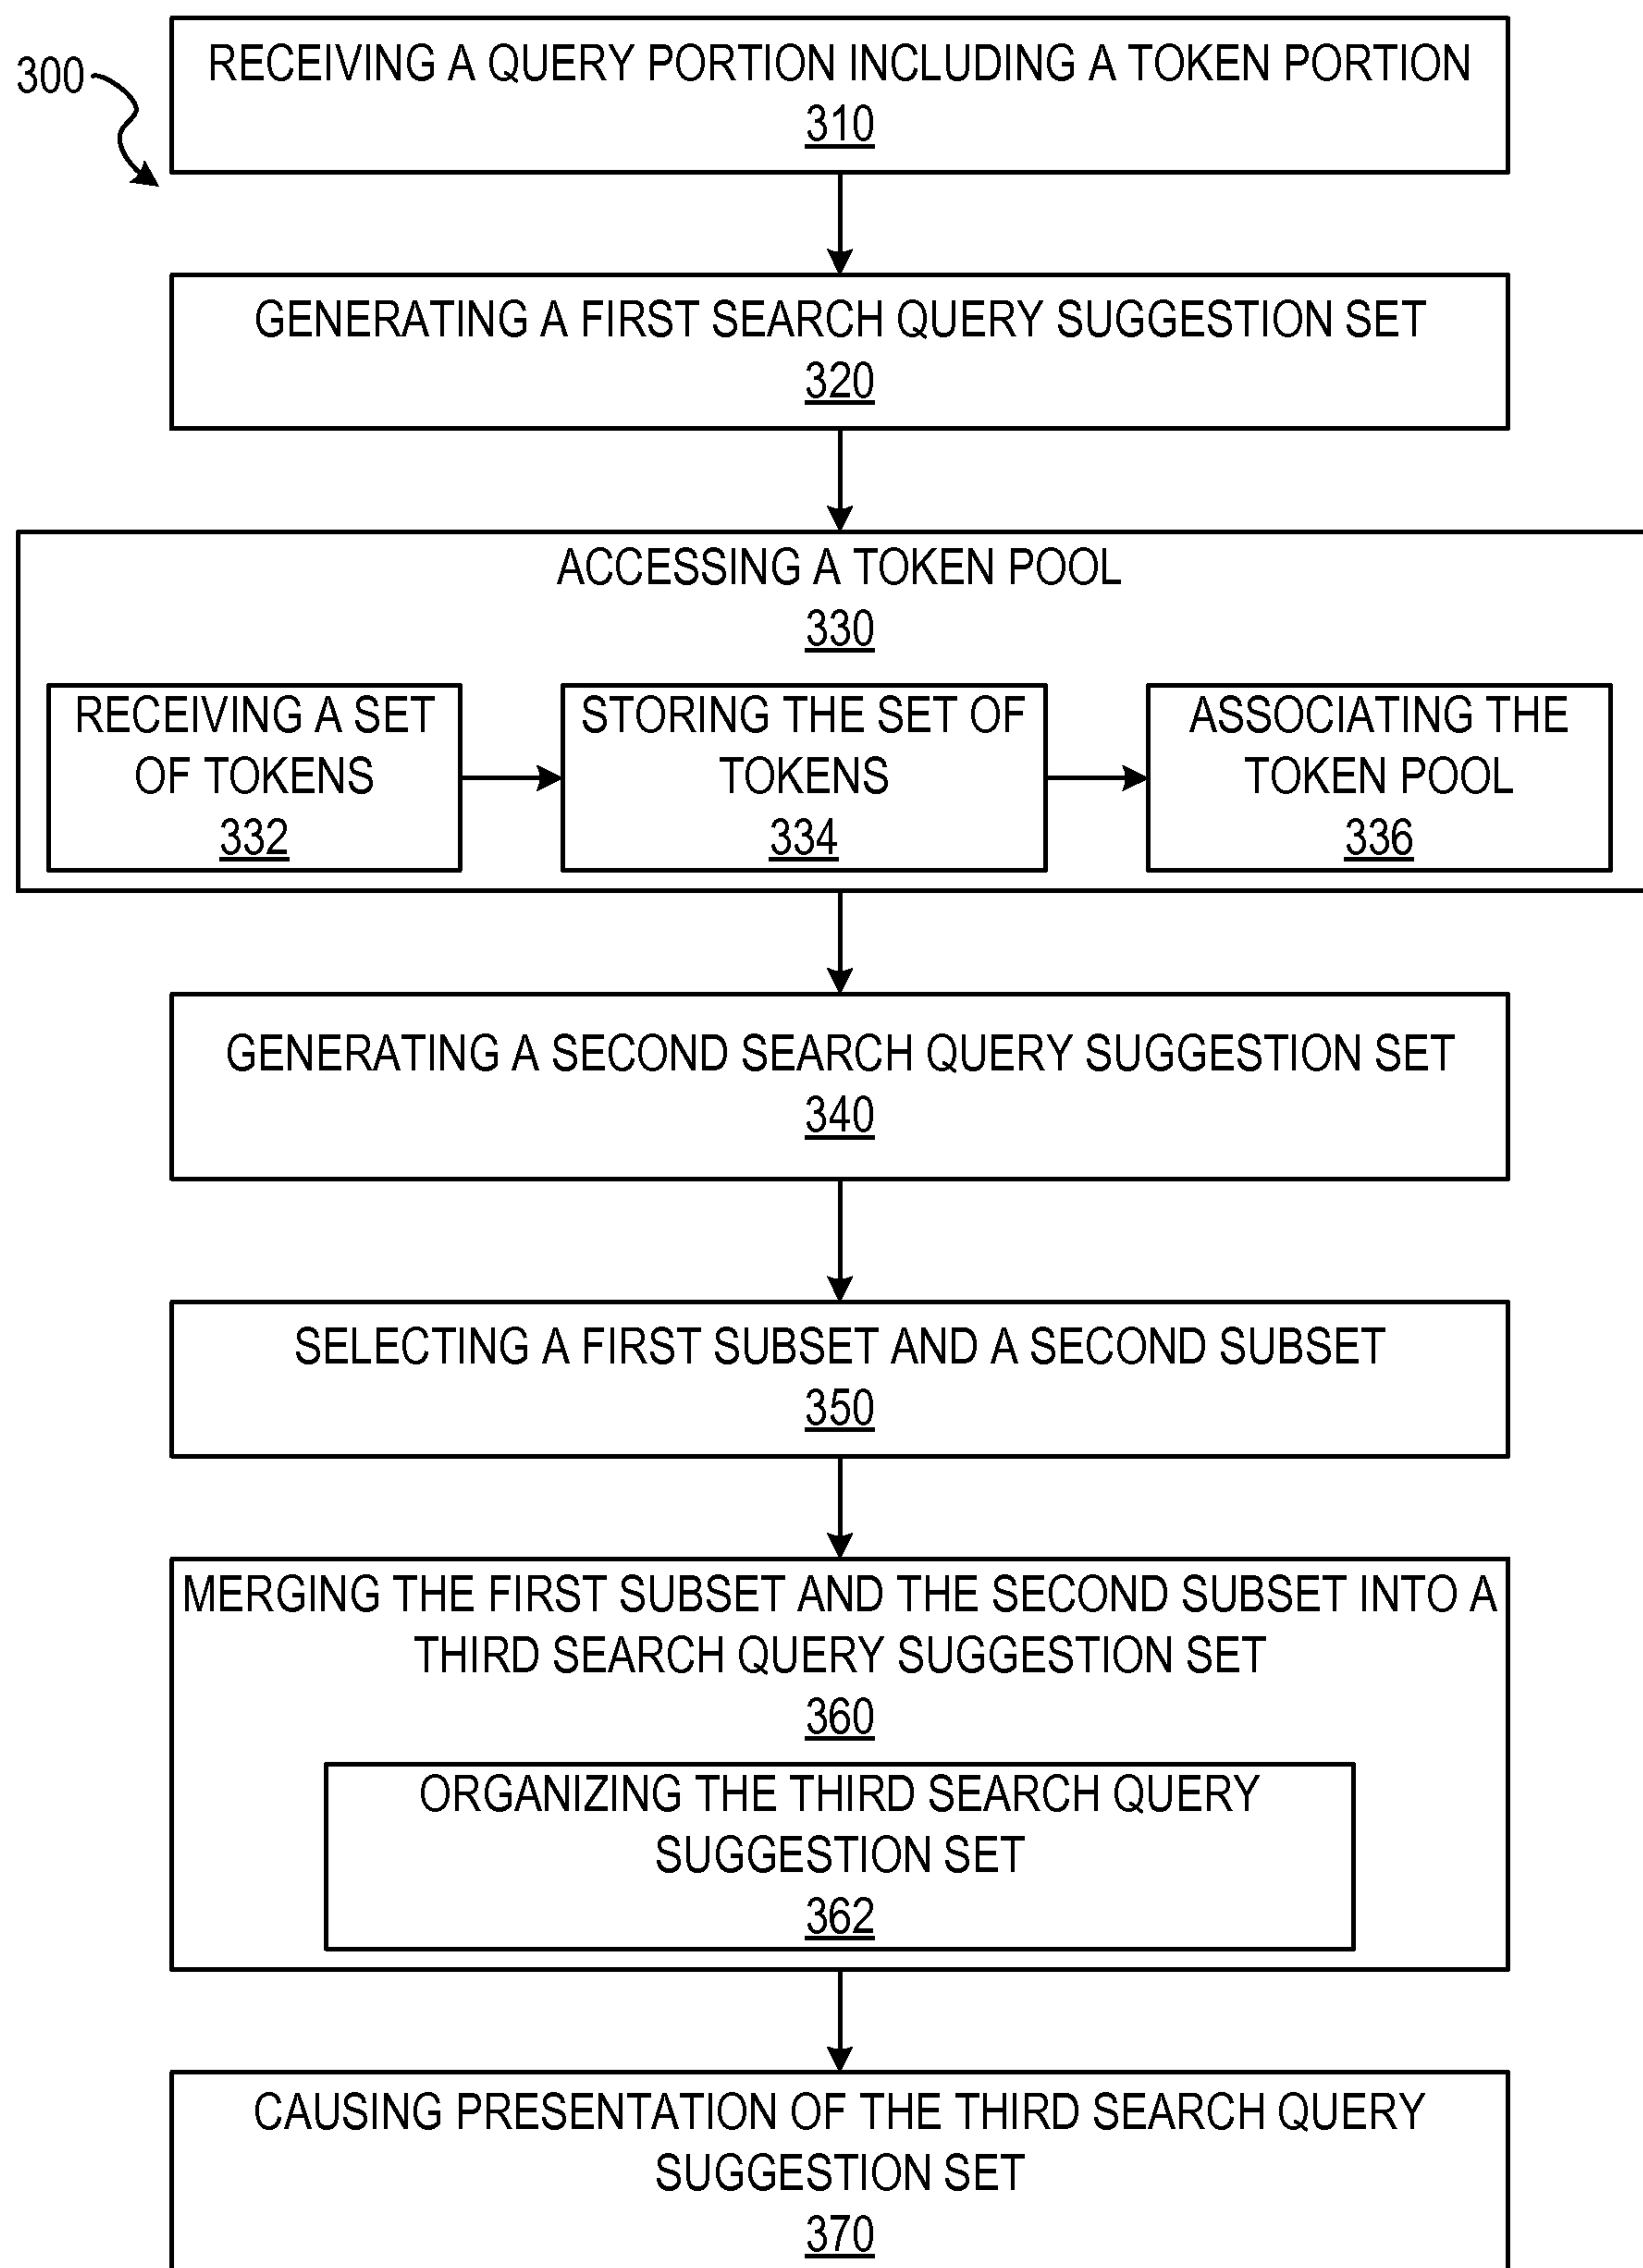 300
RECEIVING A QUERY PORTION INCLUDING A TOKEN PORTION
310
GENERATING A FIRST SEARCH QUERY SUGGESTION SET
320
ACCESSING A TOKEN POOL
330
RECEIVING A SET
OF TOKENS
332
STORING THE SET OF
TOKENS
334
ASSOCIATING THE
TOKEN POOL
336
GENERATING A SECOND SEARCH QUERY SUGGESTION SET
340
SELECTING A FIRST SUBSET AND A SECOND SUBSET
350
MERGING THE FIRST SUBSET AND THE SECOND SUBSET INTO A
THIRD SEARCH QUERY SUGGESTION SET
360
ORGANIZING THE THIRD SEARCH QUERY
SUGGESTION SET
362
CAUSING PRESENTATION OF THE THIRD SEARCH QUERY
SUGGESTION SET
370